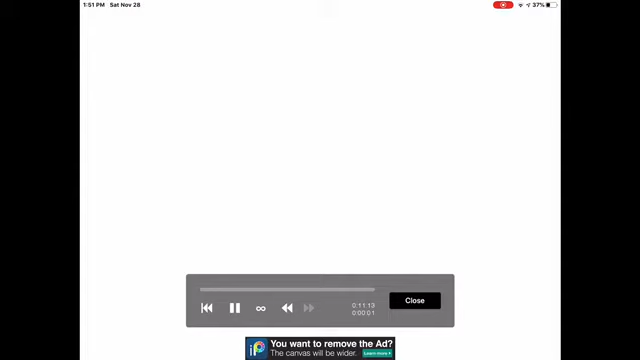 1:51 PM Sat Nov 28 37%
0:11:13
0:00:01
Close
You want to remove the Ad?
The canvas will be wider. Learn more